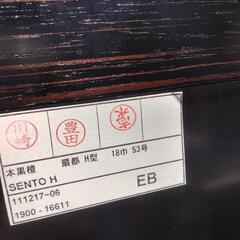 川崎 豊田
本黒檀 扇都 H型 18巾 53号
SENTO H
111217-06
1900-16611
EB